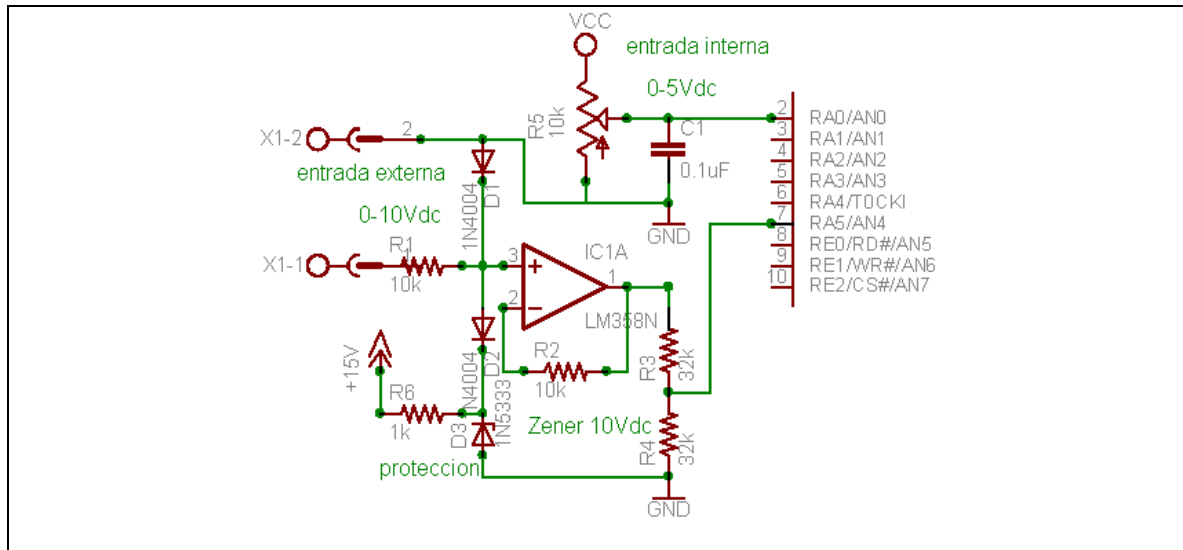 VCC
entrada interna
0-5Vdc
R5
10k
C1
0.1uF
GND
X1-2
2
entrada externa
0-10Vdc
1N4004
D1
X1-1
1
R1
10k
3
2
1
IC1A
LM358N
R2
10k
1N4004
D2
+15V
R6
1k
D3
1N5333
Zener 10Vdc
proteccion
R3
32k
R4
32k
GND
2 RA0/AN0
3 RA1/AN1
4 RA2/AN2
5 RA3/AN3
6 RA4/T0CKI
7 RA5/AN4
8 RE0/RD#/AN5
9 RE1/WR#/AN6
10 RE2/CS#/AN7